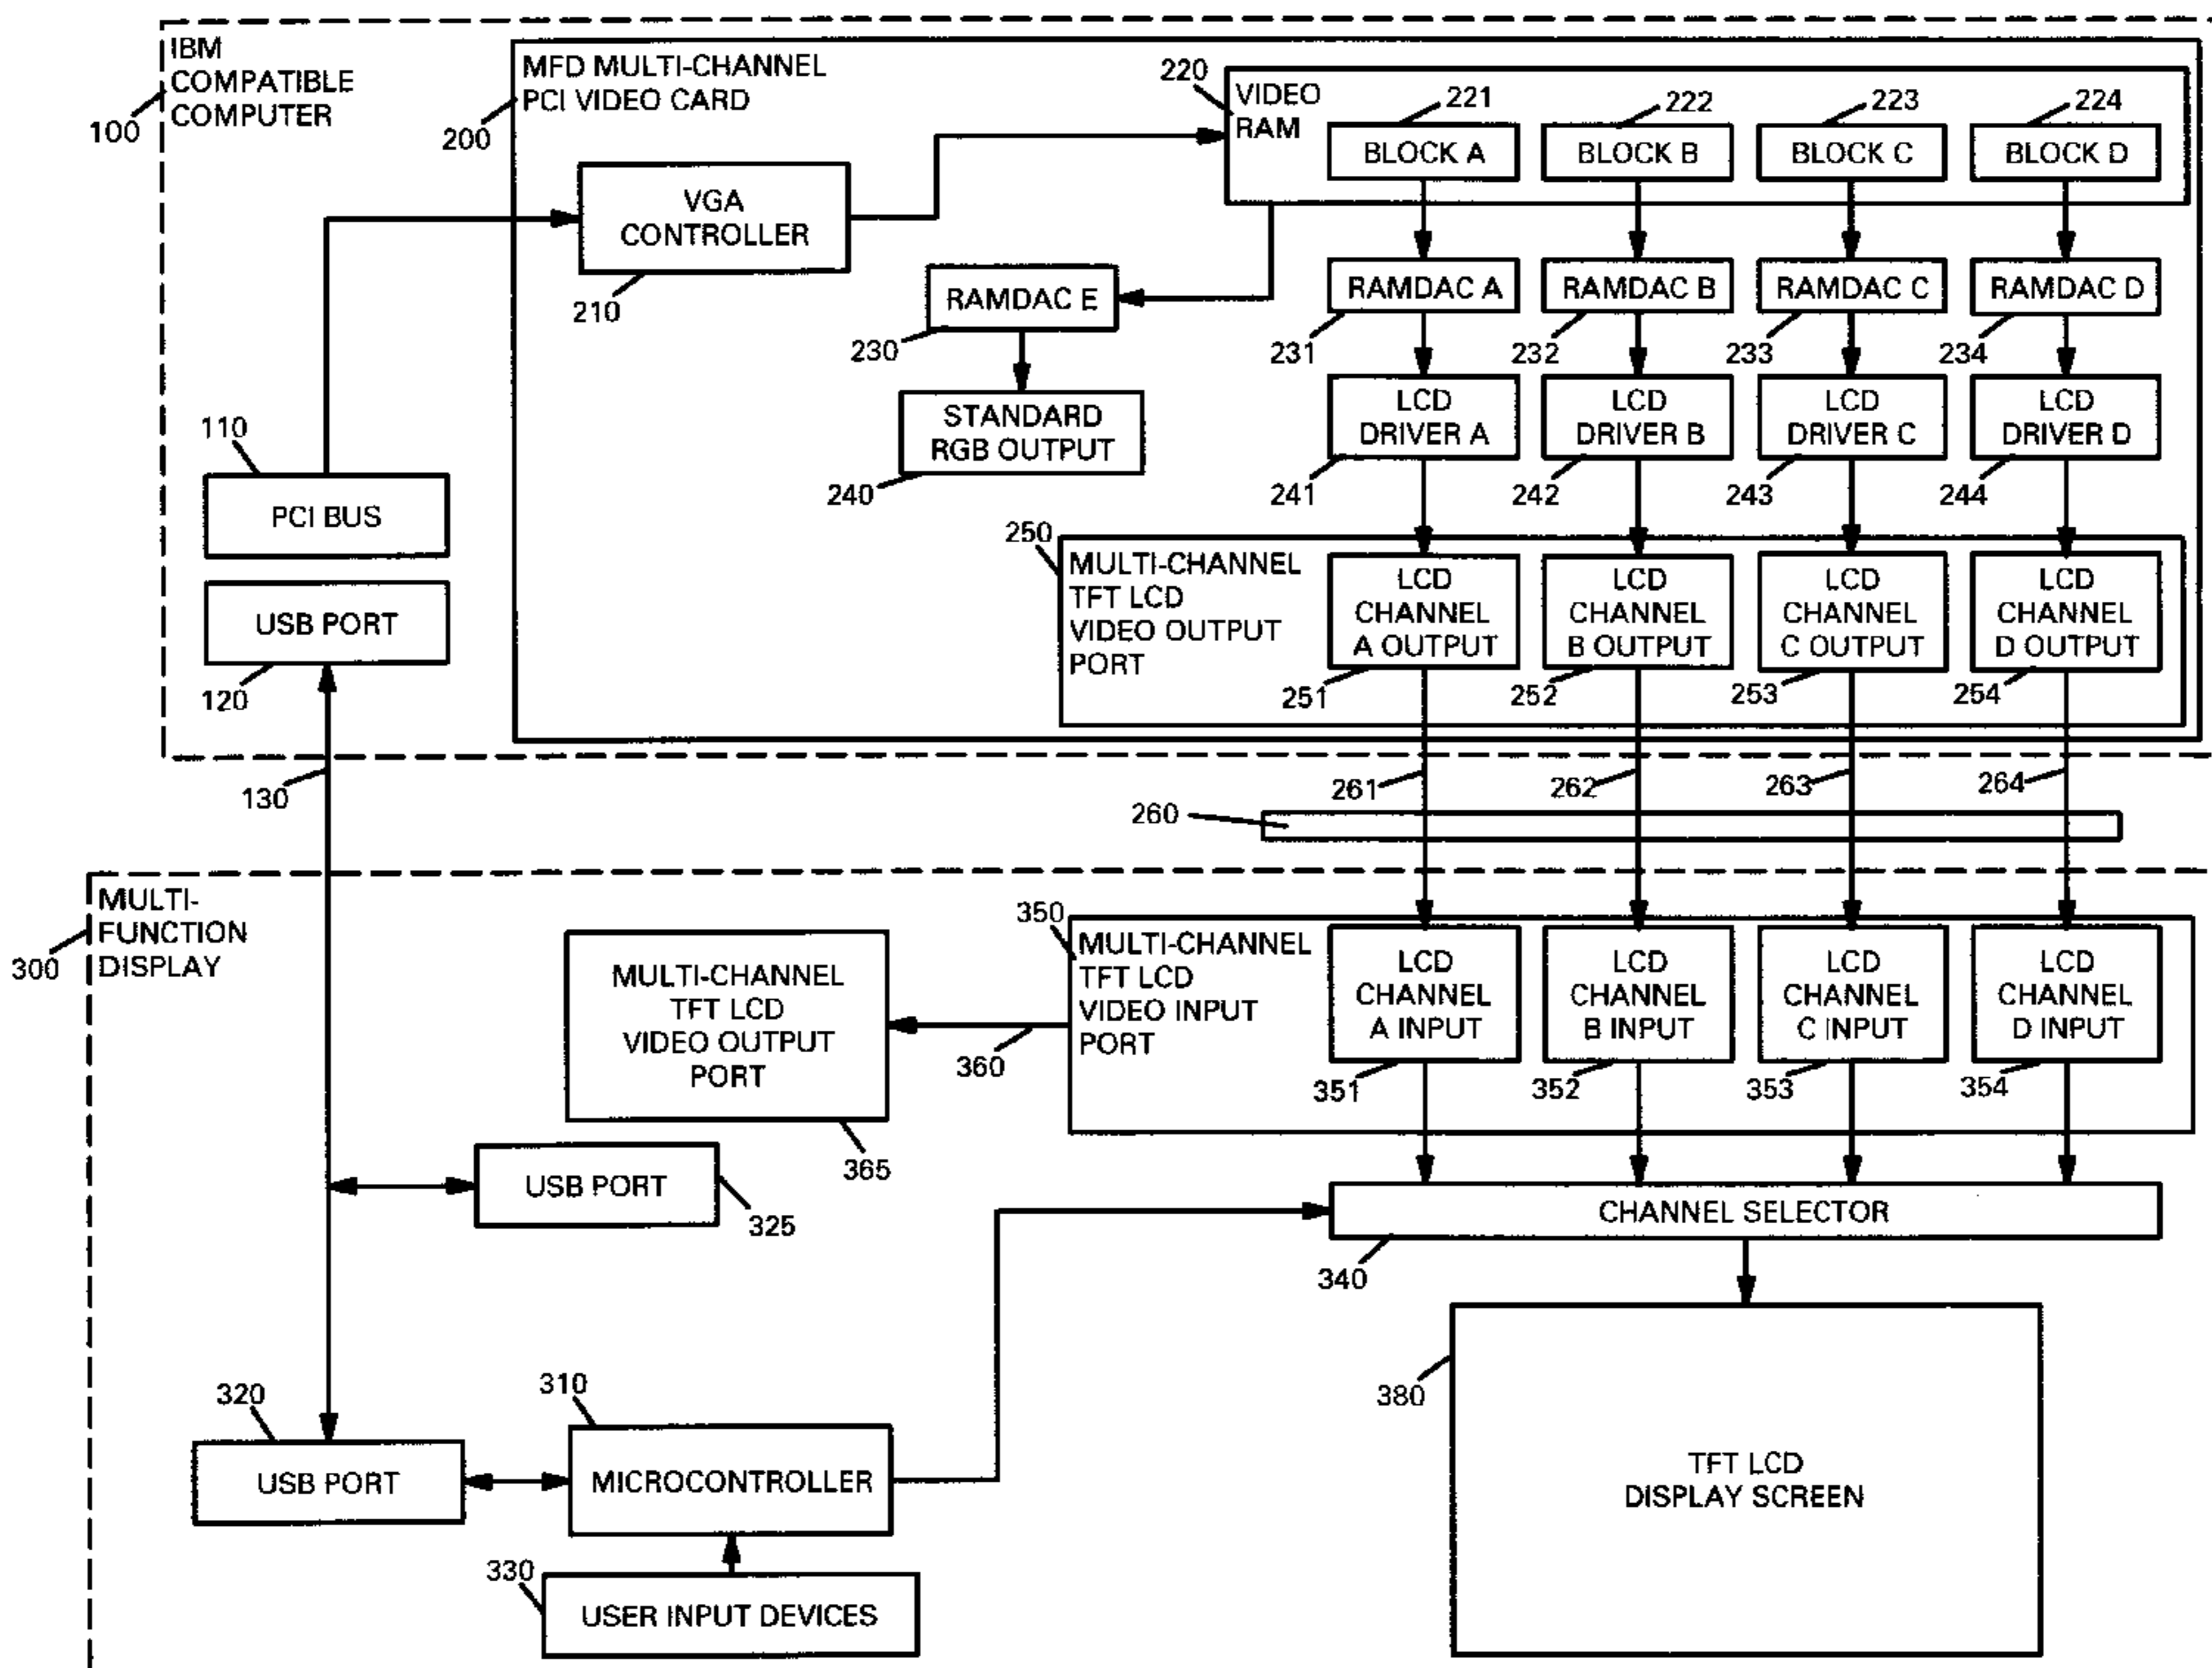 IBM
COMPATIBLE
COMPUTER
100
MFD MULTI-CHANNEL
PCI VIDEO CARD
200
220
VIDEO
RAM
221
222
223
224
BLOCK A
BLOCK B
BLOCK C
BLOCK D
VGA
CONTROLLER
210
RAMDAC E
230
RAMDAC A
RAMDAC B
RAMDAC C
RAMDAC D
231
232
233
234
STANDARD
RGB OUTPUT
240
LCD
DRIVER A
LCD
DRIVER B
LCD
DRIVER C
LCD
DRIVER D
241
242
243
244
110
PCI BUS
USB PORT
120
250
MULTI-CHANNEL
TFT LCD
VIDEO OUTPUT
PORT
LCD
CHANNEL
A OUTPUT
LCD
CHANNEL
B OUTPUT
LCD
CHANNEL
C OUTPUT
LCD
CHANNEL
D OUTPUT
251
252
253
254
130
261
262
263
264
260
MULTI-
FUNCTION
DISPLAY
300
350
MULTI-CHANNEL
TFT LCD
VIDEO INPUT
PORT
LCD
CHANNEL
A INPUT
LCD
CHANNEL
B INPUT
LCD
CHANNEL
C INPUT
LCD
CHANNEL
D INPUT
351
352
353
354
MULTI-CHANNEL
TFT LCD
VIDEO OUTPUT
PORT
360
365
USB PORT
325
CHANNEL SELECTOR
340
380
TFT LCD
DISPLAY SCREEN
320
USB PORT
310
MICROCONTROLLER
330
USER INPUT DEVICES